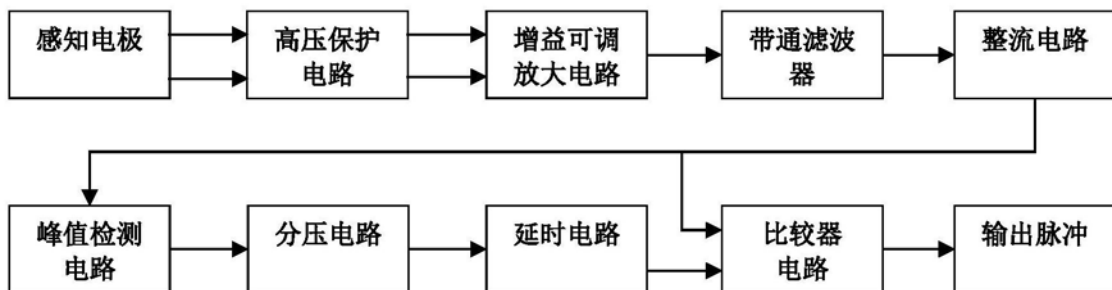 感知电极
高压保护
电路
增益可调
放大电路
带通滤波
器
整流电路
峰值检测
电路
分压电路
延时电路
比较器
电路
输出脉冲